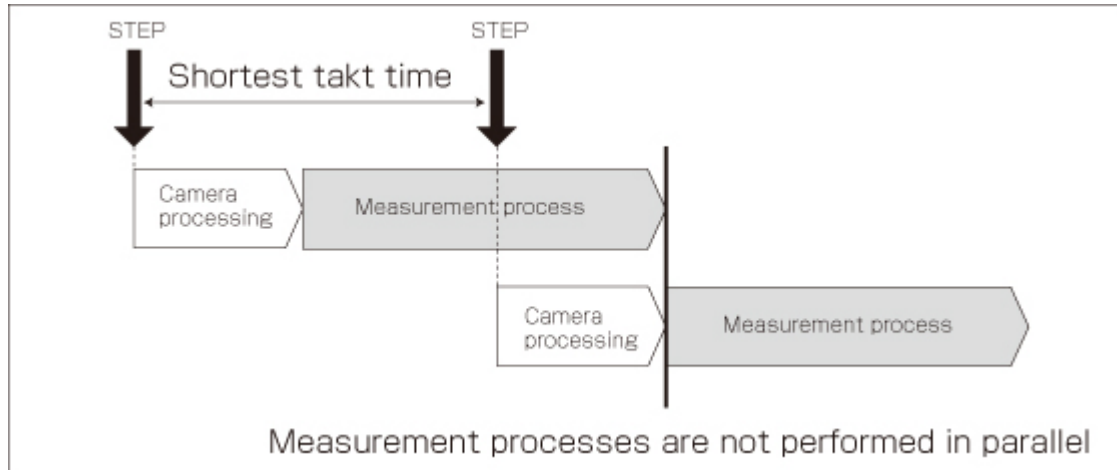 STEP
STEP
Shortest takt time
Camera
processing
Measurement process
Camera
processing
Measurement process
Measurement processes are not performed in parallel